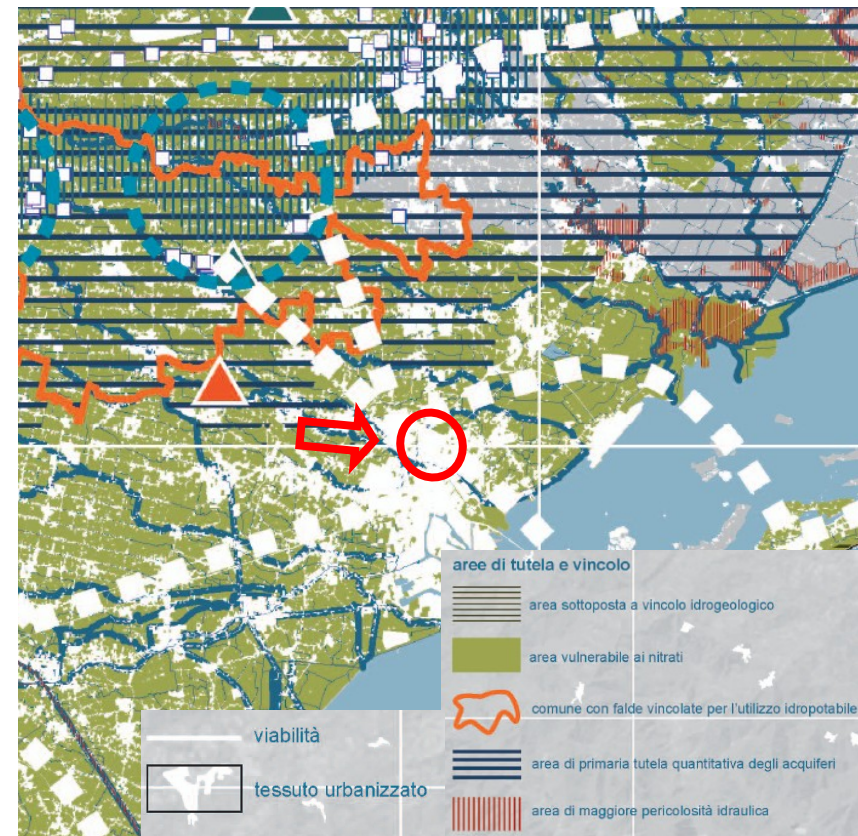 aree di tutela e vincolo
area sottoposta a vincolo idrogeologico
area vulnerabile ai nitrati
comune con falde vincolate per l'utilizzo idropotabile
area di primaria tutela quantitativa degli acquiferi
area di maggiore pericolosità idraulica
viabilità
tessuto urbanizzato